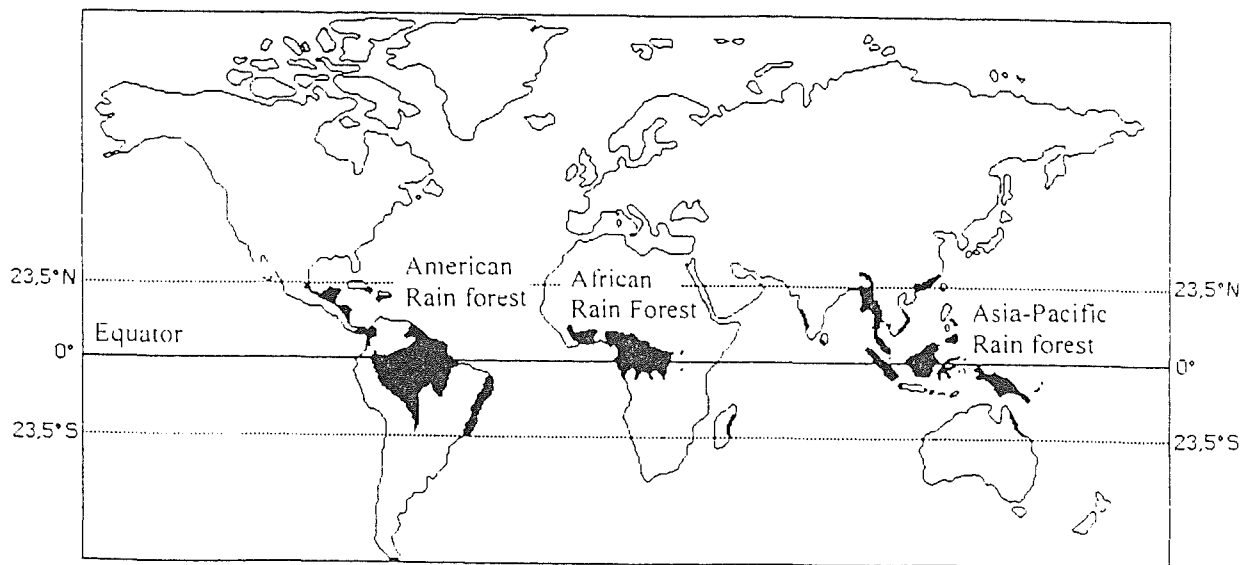 American
Rain forest
African
Rain Forest
Asia-Pacific
Rain forest
23,5°N
23,5°N
Equator
0°
0°
23,5°S
23,5°S